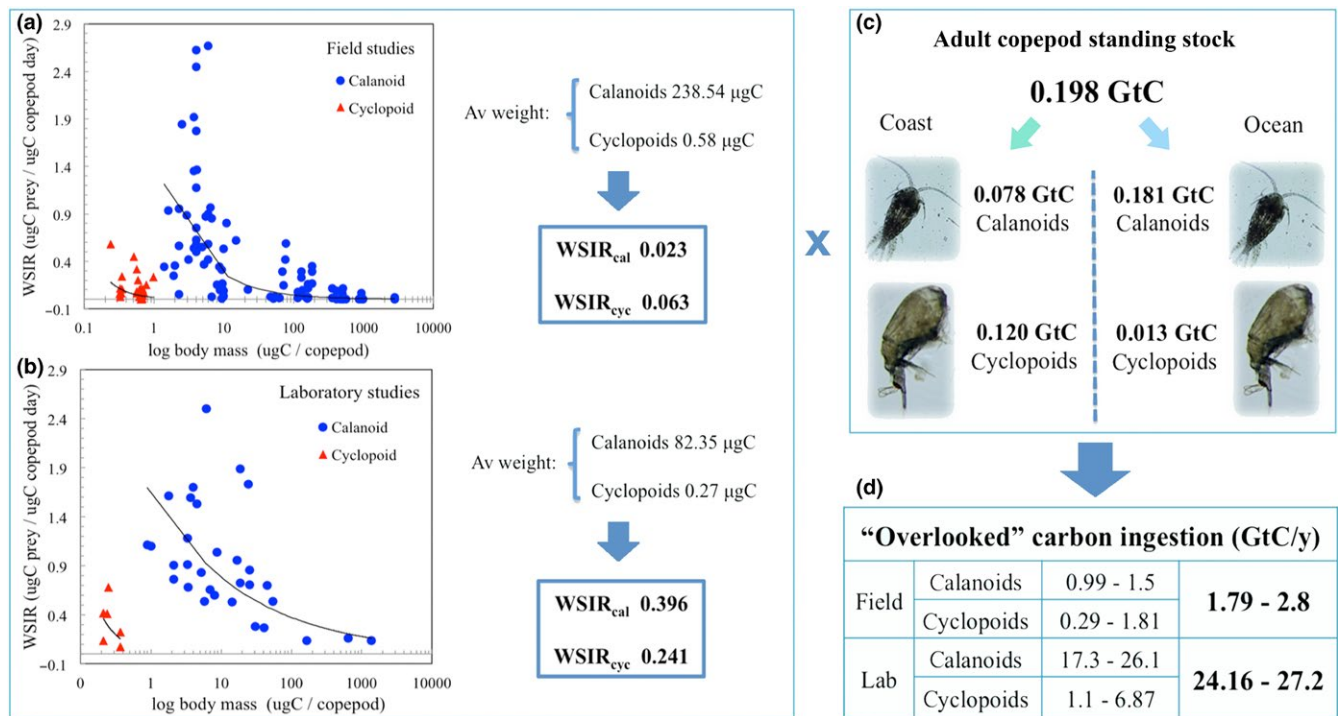 (a)
2.9
2.4
1.9
1.4
0.9
0.4
−0.1
WSIR (ugC prey / ugC copepod day)
Field studies
Calanoid
Cyclopoid
0.1 1 10 100 1000 10000
log body mass (ugC / copepod)
Av weight:
Calanoids 238.54 µgC
Cyclopoids 0.58 µgC
WSIRcal 0.023
WSIRcyc 0.063
(b)
2.9
2.4
1.9
1.4
0.9
0.4
−0.1
WSIR (ugC prey / ugC copepod day)
Laboratory studies
Calanoid
Cyclopoid
0 1 10 100 1000 10000
log body mass (ugC / copepod)
Av weight:
Calanoids 82.35 µgC
Cyclopoids 0.27 µgC
WSIRcal 0.396
WSIRcyc 0.241
x
(c)
Adult copepod standing stock
0.198 GtC
Coast Ocean
0.078 GtC 0.181 GtC
Calanoids Calanoids
0.120 GtC 0.013 GtC
Cyclopoids Cyclopoids
(d)
“Overlooked” carbon ingestion (GtC/y)
Field Calanoids 0.99 - 1.5 1.79 - 2.8
Cyclopoids 0.29 - 1.81
Lab Calanoids 17.3 - 26.1 24.16 - 27.2
Cyclopoids 1.1 - 6.87